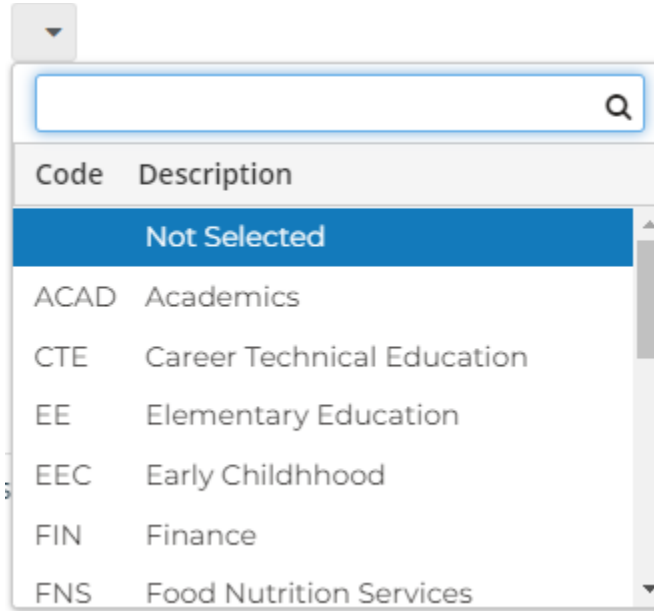 Code Description
Not Selected
ACAD Academics
CTE Career Technical Education
EE Elementary Education
EEC Early Childhhood
FIN Finance
FNS Food Nutrition Services